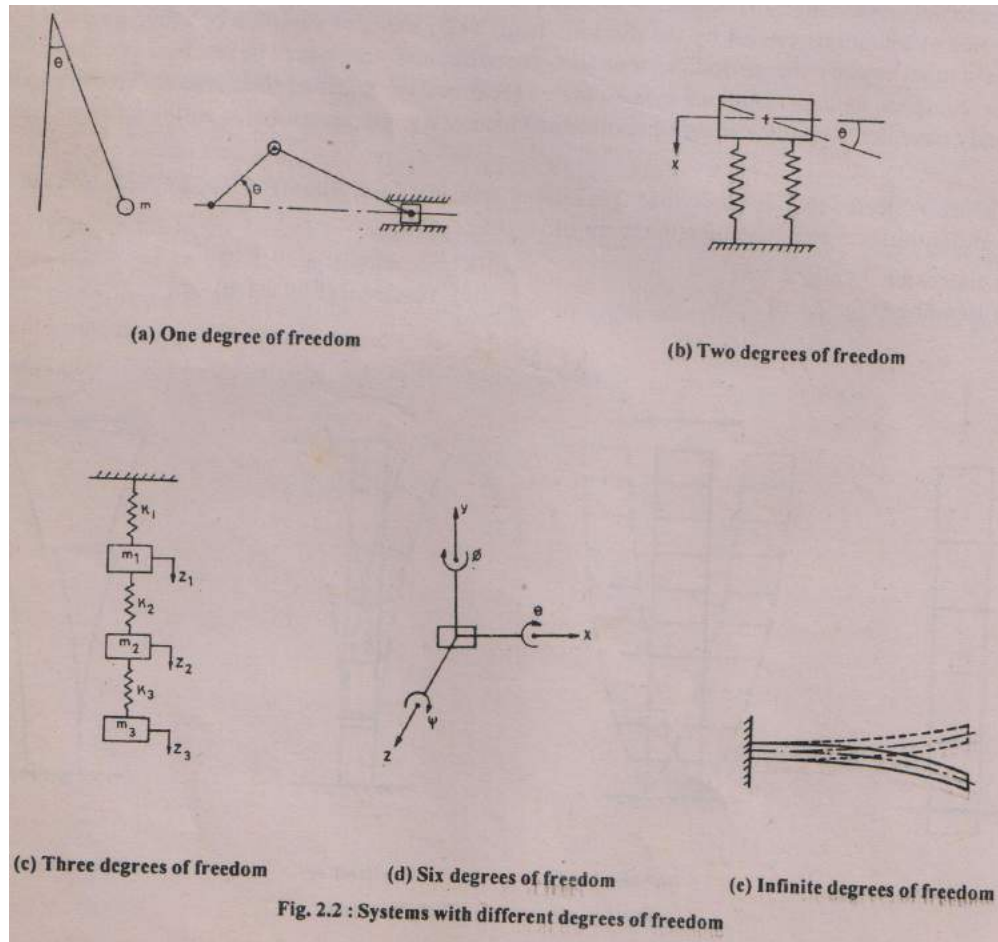 θ
m
θ
(a) One degree of freedom
x
θ
(b) Two degrees of freedom
K1
m1
z1
K2
m2
z2
K3
m3
z3
(c) Three degrees of freedom
y
ø
θ
x
ψ
z
(d) Six degrees of freedom
(e) Infinite degrees of freedom
Fig. 2.2 : Systems with different degrees of freedom